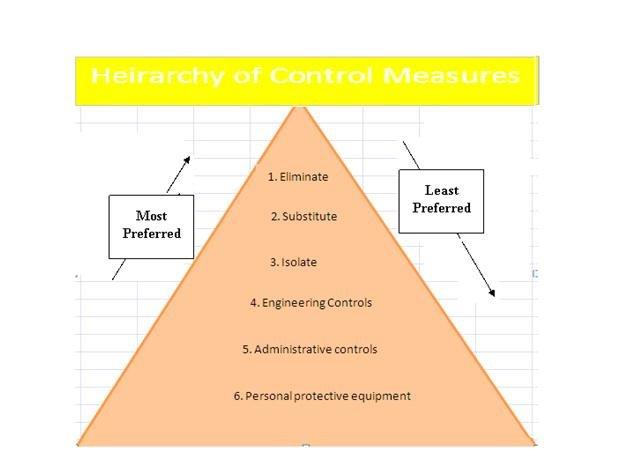 Heirarchy of Control Measures
1. Eliminate
2. Substitute
3. Isolate
4. Engineering Controls
5. Administrative controls
6. Personal protective equipment
Most
Preferred
Least
Preferred